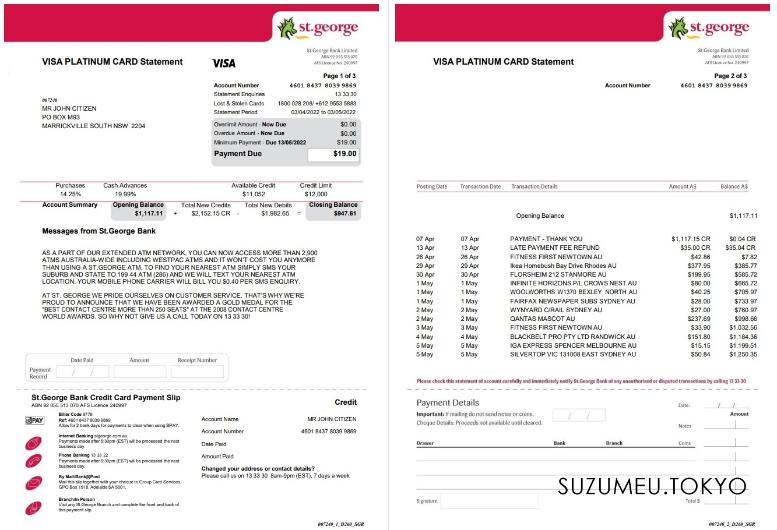 st.george
St.George Bank Limited
ABN 92 055 513 070
AFS Licence No. 240997
VISA PLATINUM CARD Statement
VISA
Page 1 of 3
Account Number 4601 8437 8039 9869
Statement Enquiries 13 33 30
Lost & Stolen Cards 1800 028 208/ +612 9553 5883
Statement Period 03/04/2022 to 03/05/2022
067240
MR JOHN CITIZEN
PO BOX M93
MARRICKVILLE SOUTH NSW 2204
Overlimit Amount - Now Due $0.00
Overdue Amount - Now Due $0.00
Minimum Payment - Due 13/06/2022 $19.00
Payment Due $19.00
Purchases Cash Advances Available Credit Credit Limit
14.25% 19.99% $11,052 $12,000
Account Summary Opening Balance Total New Credits Total New Debits Closing Balance
$1,117.11 + $2,152.15 CR - $1,982.65 = $947.61
Messages from St.George Bank
AS A PART OF OUR EXTENDED ATM NETWORK, YOU CAN NOW ACCESS MORE THAN 2,900
ATMS AUSTRALIA-WIDE INCLUDING WESTPAC ATMS AND IT WON'T COST YOU ANYMORE
THAN USING A ST.GEORGE ATM. TO FIND YOUR NEAREST ATM SIMPLY SMS YOUR
SUBURB AND STATE TO 199 44 ATM (286) AND WE WILL TEXT YOUR NEAREST ATM
LOCATION. YOUR MOBILE PHONE CARRIER WILL BILL YOU $0.40 PER SMS ENQUIRY.
AT ST. GEORGE WE PRIDE OURSELVES ON CUSTOMER SERVICE. THAT'S WHY WE'RE
PROUD TO ANNOUNCE THAT WE HAVE BEEN AWARDED A GOLD MEDAL FOR THE
"BEST CONTACT CENTRE MORE THAN 250 SEATS" AT THE 2008 CONTACT CENTRE
WORLD AWARDS. SO WHY NOT GIVE US A CALL TODAY ON 13 33 30!
Payment Record
Date Paid Amount Receipt Number
St.George Bank Credit Card Payment Slip
ABN 92 055 513 070 AFS Licence 240997
Credit
BPAY
Biller Code 8779
Ref: 4601 8437 8039 9869
Allow for 2 bank days for payments to clear when using BPAY.
Internet Banking stgeorge.com.au
Payments made after 5:30pm (EST) will be processed the next
business day.
Phone Banking 13 33 22
Payments made after 5:30pm (EST) will be processed the next
business day.
By Mail/Bank@Post
Mail this slip together with your cheque to Group Card Services,
GPO Box 1518, Adelaide SA 5001.
Branch/In Person
Visit any St.George Branch and complete the front and back of
this payment slip.
Account Name MR JOHN CITIZEN
Account Number 4601 8437 8039 9869
Date Paid
Amount Paid
Changed your address or contact details?
Please call us on 13 33 30 8am-9pm (EST), 7 days a week
st.george
St.George Bank Limited
ABN 92 055 513 070
AFS Licence No. 240997
VISA PLATINUM CARD Statement
Page 2 of 3
Account Number 4601 8437 8039 9869
Posting Date Transaction Date Transaction Details Amount A$ Balance A$
Opening Balance $1,117.11
07 Apr 07 Apr PAYMENT - THANK YOU $1,117.15 CR $0.04 CR
13 Apr 13 Apr LATE PAYMENT FEE REFUND $35.00 CR $35.04 CR
26 Apr 26 Apr FITNESS FIRST NEWTOWN AU $42.86 $7.82
29 Apr 29 Apr Ikea Homebush Bay Drive Rhodes AU $377.95 $385.77
30 Apr 30 Apr FLORSHEIM 212 STANMORE AU $199.95 $585.72
1 May 1 May INFINITE HORIZONS P/L CROWS NEST AU $80.00 $665.72
1 May 1 May WOOLWORTHS W1370 BEXLEY NORTH AU $40.25 $705.97
1 May 1 May FAIRFAX NEWSPAPER SUBS SYDNEY AU $28.00 $733.97
2 May 2 May WYNYARD C/RAIL SYDNEY AU $27.00 $760.97
2 May 2 May QANTAS MASCOT AU $237.69 $998.66
3 May 3 May FITNESS FIRST NEWTOWN AU $33.90 $1,032.56
4 May 4 May BLACKBELT PRO PTY LTD RANDWICK AU $151.80 $1,184.36
5 May 5 May IGA EXPRESS SPENCER MELBOURNE AU $15.15 $1,199.51
5 May 5 May SILVERTOP VIC 131008 EAST SYDNEY AU $50.84 $1,250.35
Please check this statement of account carefully and immediately notify St.George Bank of any unauthorised or disputed transactions by calling 13 33 30
Payment Details
Important: If mailing do not send notes or coins.
Cheque Details: Proceeds not available until cleared.
Date:
Amount
Notes
Drawer Bank Branch Coins
Signature
Total $
SUZUMEU.TOKYO